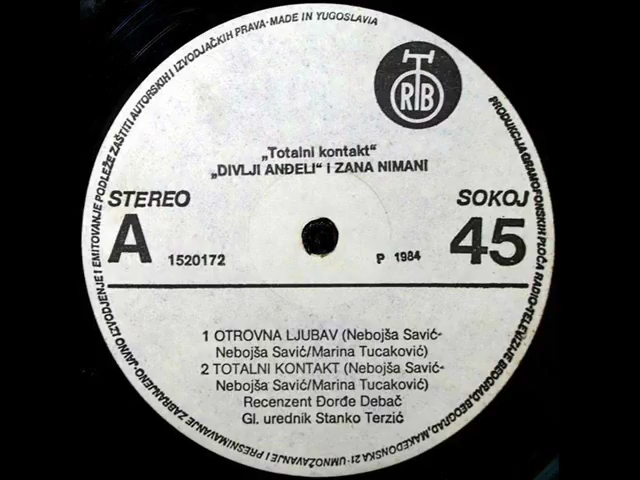 JAVNO IZVODJENJE I EMITOVANJE PODLEŽE ZAŠTITI AUTORSKIH I IZVODJAČKIH PRAVA·MADE IN YUGOSLAVIA
RTB
„Totalni kontakt“
„DIVLJI ANĐELI“ I ZANA NIMANI
STEREO
SOKOJ
A
1520172
P 1984
45
1 OTROVNA LJUBAV (Nebojša Savić-
Nebojša Savić/Marina Tucaković)
2 TOTALNI KONTAKT (Nebojša Savić-
Nebojša Savić/Marina Tucaković)
Recenzent Đorđe Debač
Gl. urednik Stanko Terzić
PRODUKCIJA GRAMOFONSKIH PLOČA RADIO-TELEVIZIJE BEOGRAD, BEOGRAD, MAKEDONSKA 21·UMNOŽAVANJE I PRESNIMAVANJE ZABRANJENO·